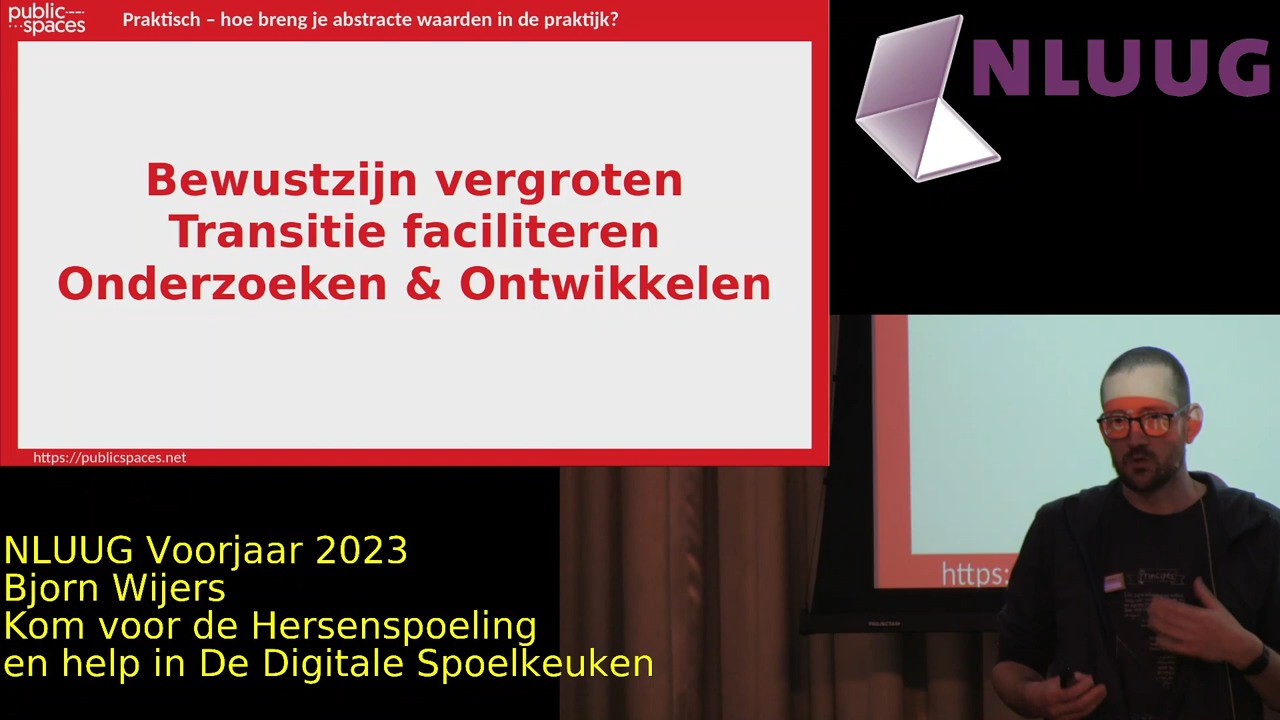 public
spaces
Praktisch – hoe breng je abstracte waarden in de praktijk?
NLUUG
Bewustzijn vergroten
Transitie faciliteren
Onderzoeken & Ontwikkelen
https://publicspaces.net
https:
NLUUG Voorjaar 2023
Bjorn Wijers
Kom voor de Hersenspoeling
en help in De Digitale Spoelkeuken